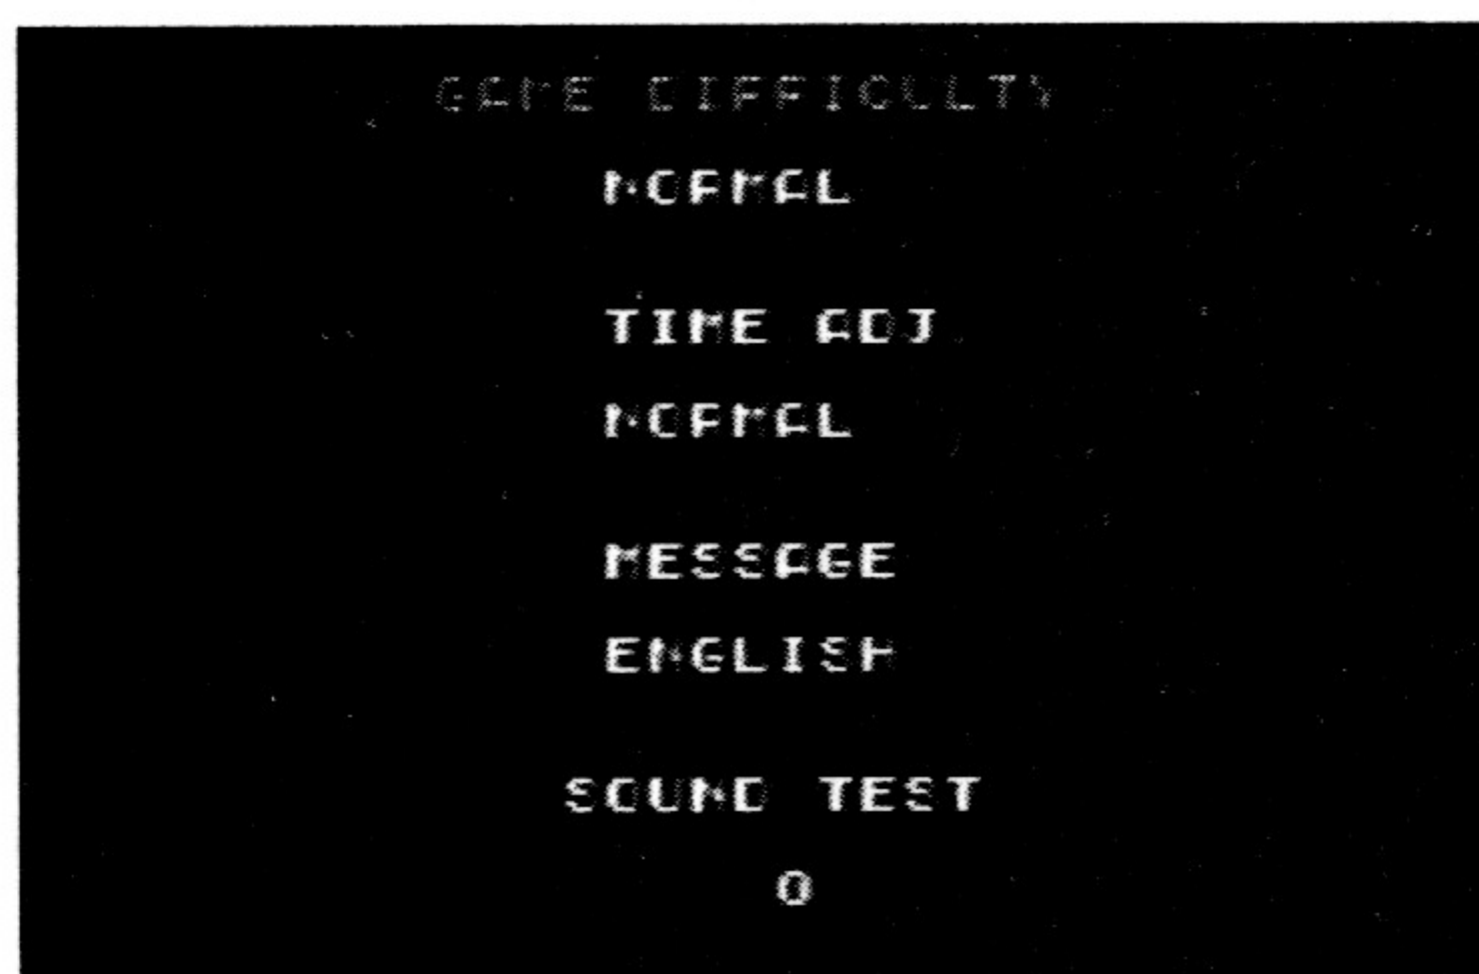 GAME DIFFICULTY
NORMAL
TIME ADJ
NORMAL
MESSAGE
ENGLISH
SOUND TEST
0